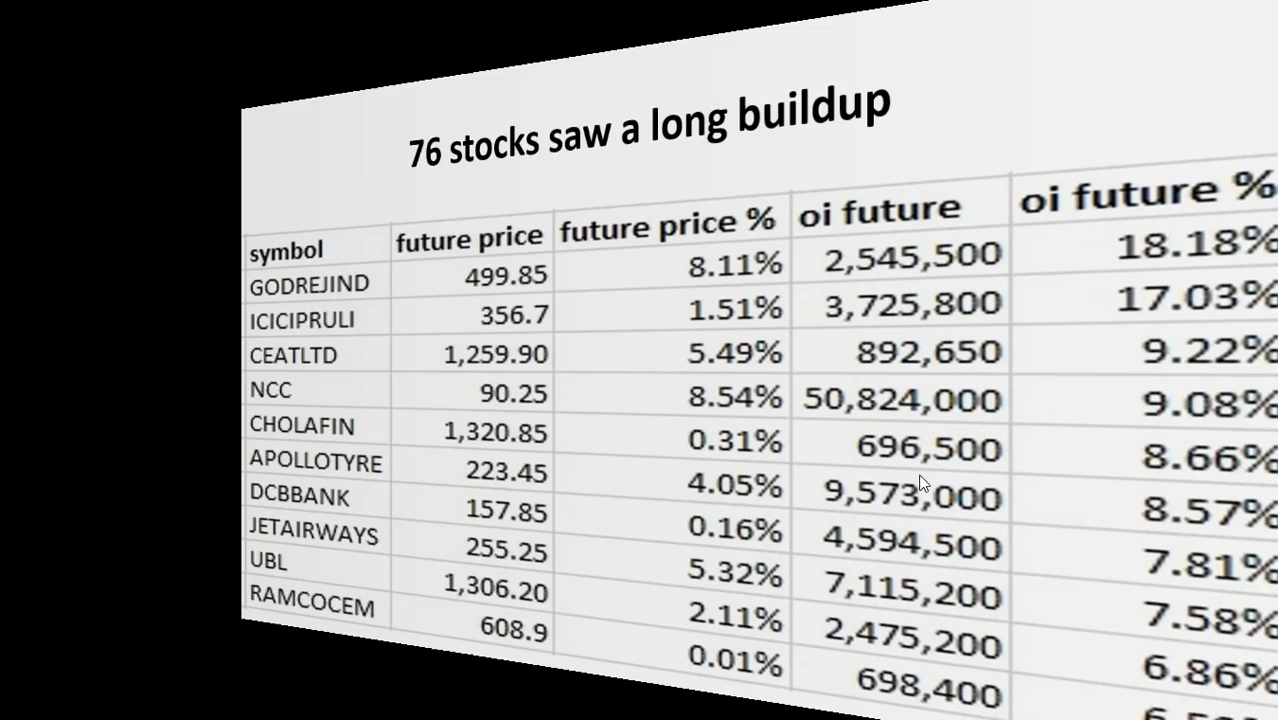 76 stocks saw a long buildup
symbol future price future price % oi future oi future %
GODREJIND 499.85 8.11% 2,545,500 18.18%
ICICIPRULI 356.7 1.51% 3,725,800 17.03%
CEATLTD 1,259.90 5.49% 892,650 9.22%
NCC 90.25 8.54% 50,824,000 9.08%
CHOLAFIN 1,320.85 0.31% 696,500 8.66%
APOLLOTYRE 223.45 4.05% 9,573,000 8.57%
DCBBANK 157.85 0.16% 4,594,500 7.81%
JETAIRWAYS 255.25 5.32% 7,115,200 7.58%
UBL 1,306.20 2.11% 2,475,200 6.86%
RAMCOCEM 608.9 0.01% 698,400